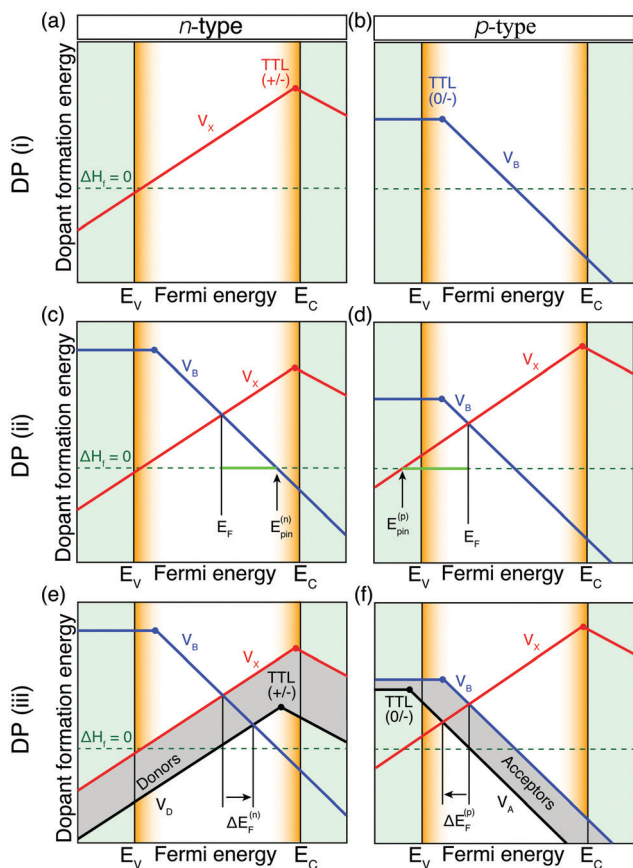 n-type
p-type
(a)
TTL
(+/-)
V_X
ΔH_f = 0
Dopant formation energy
DP (i)
E_V Fermi energy E_C
(b)
TTL
(0/-)
V_B
E_V Fermi energy E_C
(c)
V_B
V_X
ΔH_f = 0
E_F
E_pin^(n)
Dopant formation energy
DP (ii)
E_V Fermi energy E_C
(d)
V_X
V_B
E_pin^(p)
E_F
E_V Fermi energy E_C
(e)
V_B
V_X
TTL
(+/-)
ΔH_f = 0
Donors
V_D
ΔE_F^(n)
Dopant formation energy
DP (iii)
E_V Fermi energy E_C
(f)
V_X
V_B
TTL
(0/-)
Acceptors
V_A
ΔE_F^(p)
E_V Fermi energy E_C